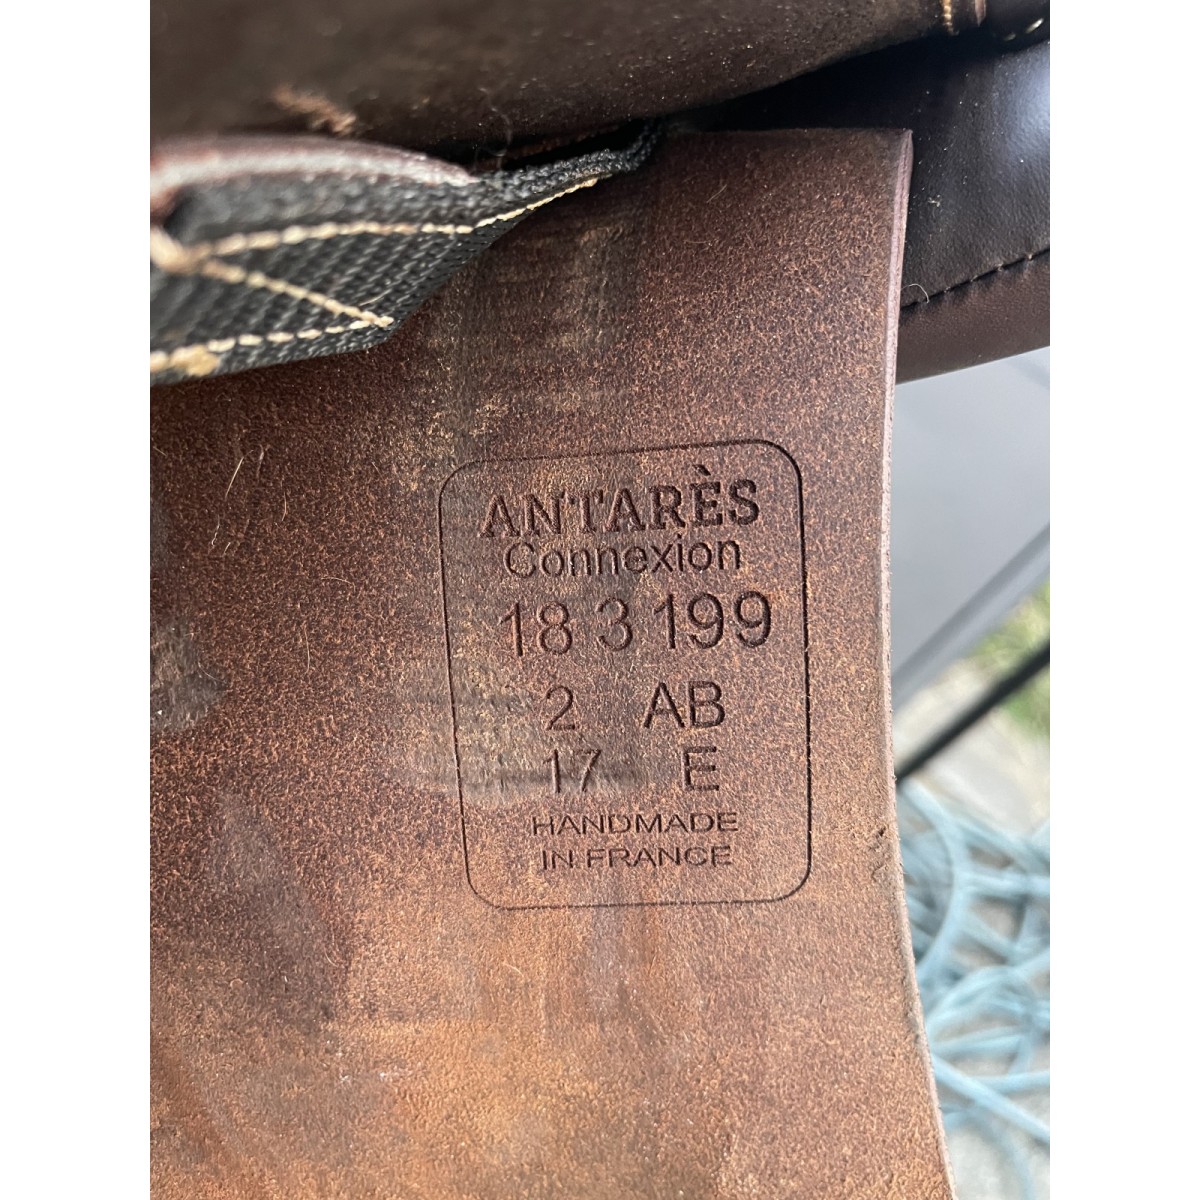 ANTARÈS
Connexion
18 3 199
2 AB
17 E
HANDMADE
IN FRANCE